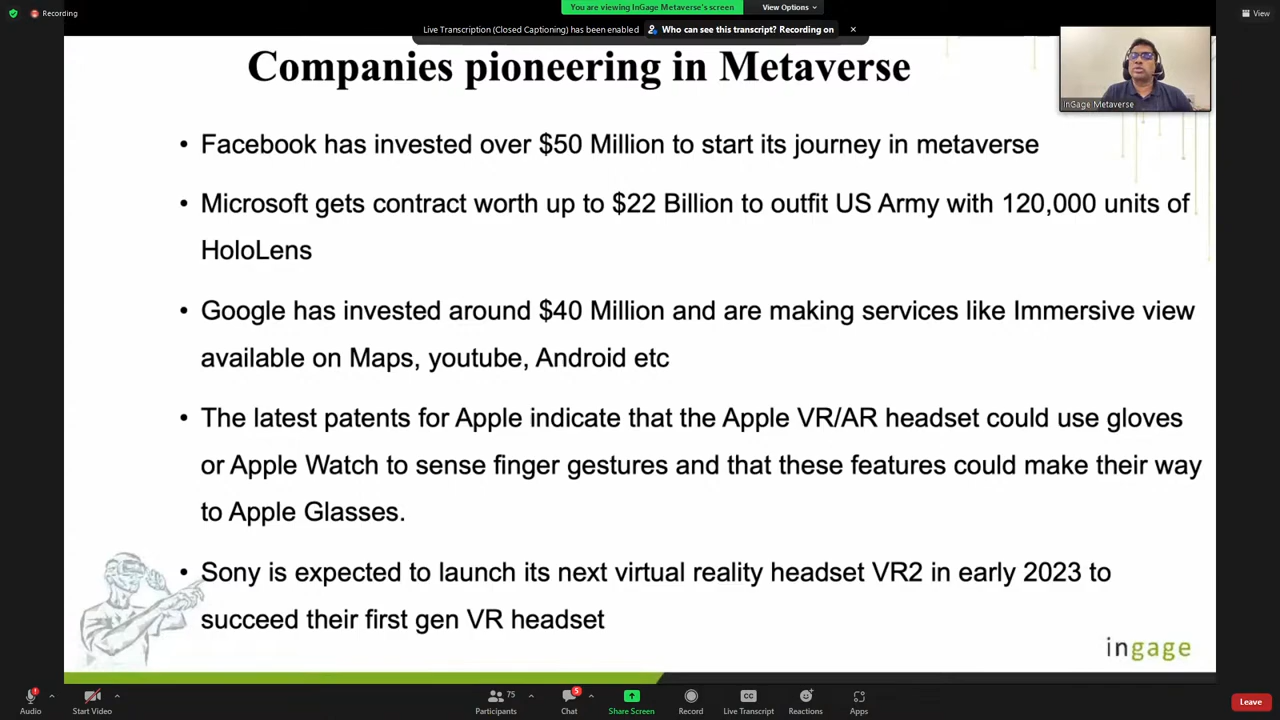 Recording
You are viewing InGage Metaverse's screen
View Options
View
Live Transcription (Closed Captioning) has been enabled
Who can see this transcript? Recording on
Companies pioneering in Metaverse
InGage Metaverse
• Facebook has invested over $50 Million to start its journey in metaverse
• Microsoft gets contract worth up to $22 Billion to outfit US Army with 120,000 units of
HoloLens
• Google has invested around $40 Million and are making services like Immersive view
available on Maps, youtube, Android etc
• The latest patents for Apple indicate that the Apple VR/AR headset could use gloves
or Apple Watch to sense finger gestures and that these features could make their way
to Apple Glasses.
• Sony is expected to launch its next virtual reality headset VR2 in early 2023 to
succeed their first gen VR headset
ingage
Audio
Start Video
75
Participants
5
Chat
Share Screen
Record
CC
Live Transcript
Reactions
Apps
Leave